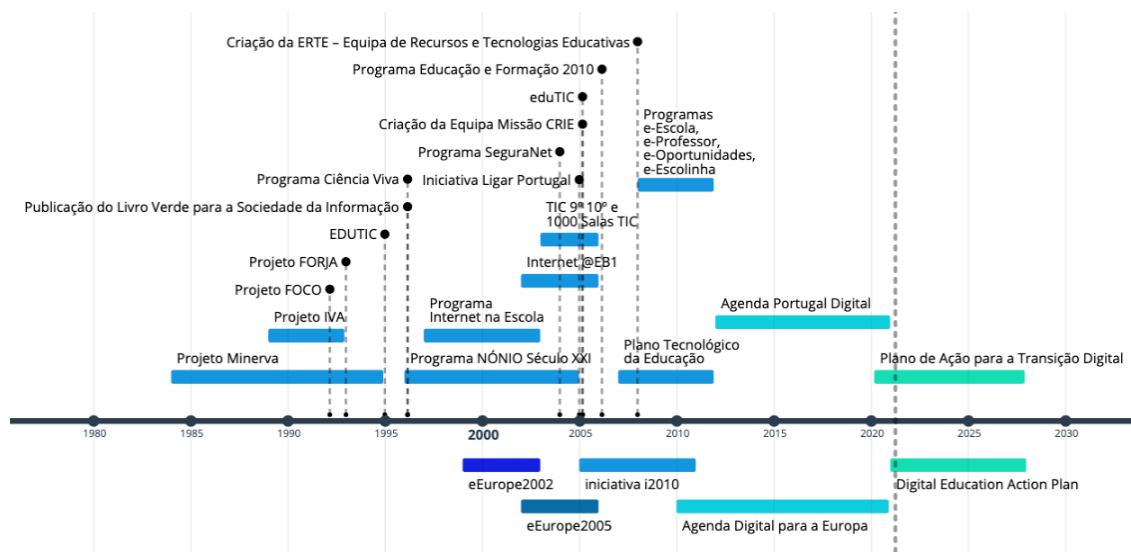 Criação da ERTE – Equipa de Recursos e Tecnologias Educativas
Programa Educação e Formação 2010
eduTIC
Criação da Equipa Missão CRIE
Programas
e-Escola,
e-Professor,
e-Oportunidades,
e-Escolinha
Programa SeguraNet
Programa Ciência Viva
Iniciativa Ligar Portugal
Publicação do Livro Verde para a Sociedade da Informação
TIC 9º 10º e
1000 Salas TIC
EDUTIC
Projeto FORJA
Internet @EB1
Projeto FOCO
Projeto IVA
Programa
Internet na Escola
Agenda Portugal Digital
Projeto Minerva
Programa NÓNIO Século XXI
Plano Tecnológico
da Educação
Plano de Ação para a Transição Digital
1980 1985 1990 1995 2000 2005 2010 2015 2020 2025 2030
eEurope2002
iniciativa i2010
Digital Education Action Plan
eEurope2005
Agenda Digital para a Europa